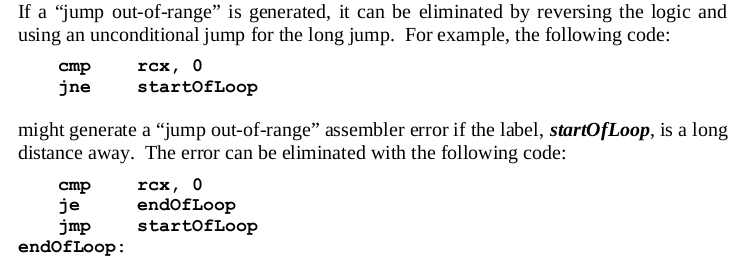 If a “jump out-of-range” is generated, it can be eliminated by reversing the logic and
using an unconditional jump for the long jump.  For example, the following code:
cmp     rcx, 0
jne     startOfLoop
might generate a “jump out-of-range” assembler error if the label, startOfLoop, is a long
distance away.  The error can be eliminated with the following code:
cmp     rcx, 0
je      endOfLoop
jmp     startOfLoop
endOfLoop: